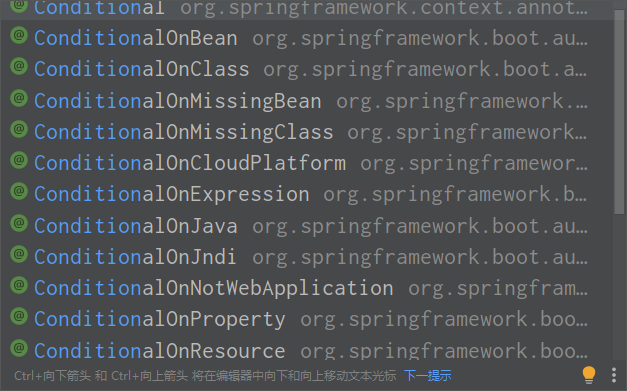 Conditional org.springframework.context.annot...
ConditionalOnBean org.springframework.boot.au...
ConditionalOnClass org.springframework.boot.a...
ConditionalOnMissingBean org.springframework....
ConditionalOnMissingClass org.springframework...
ConditionalOnCloudPlatform org.springframewor...
ConditionalOnExpression org.springframework.b...
ConditionalOnJava org.springframework.boot.au...
ConditionalOnJndi org.springframework.boot.au...
ConditionalOnNotWebApplication org.springfram...
ConditionalOnProperty org.springframework.boo...
ConditionalOnResource org.springframework.boo...
Ctrl+向下箭头 和 Ctrl+向上箭头 将在编辑器中向下和向上移动文本光标 下一提示